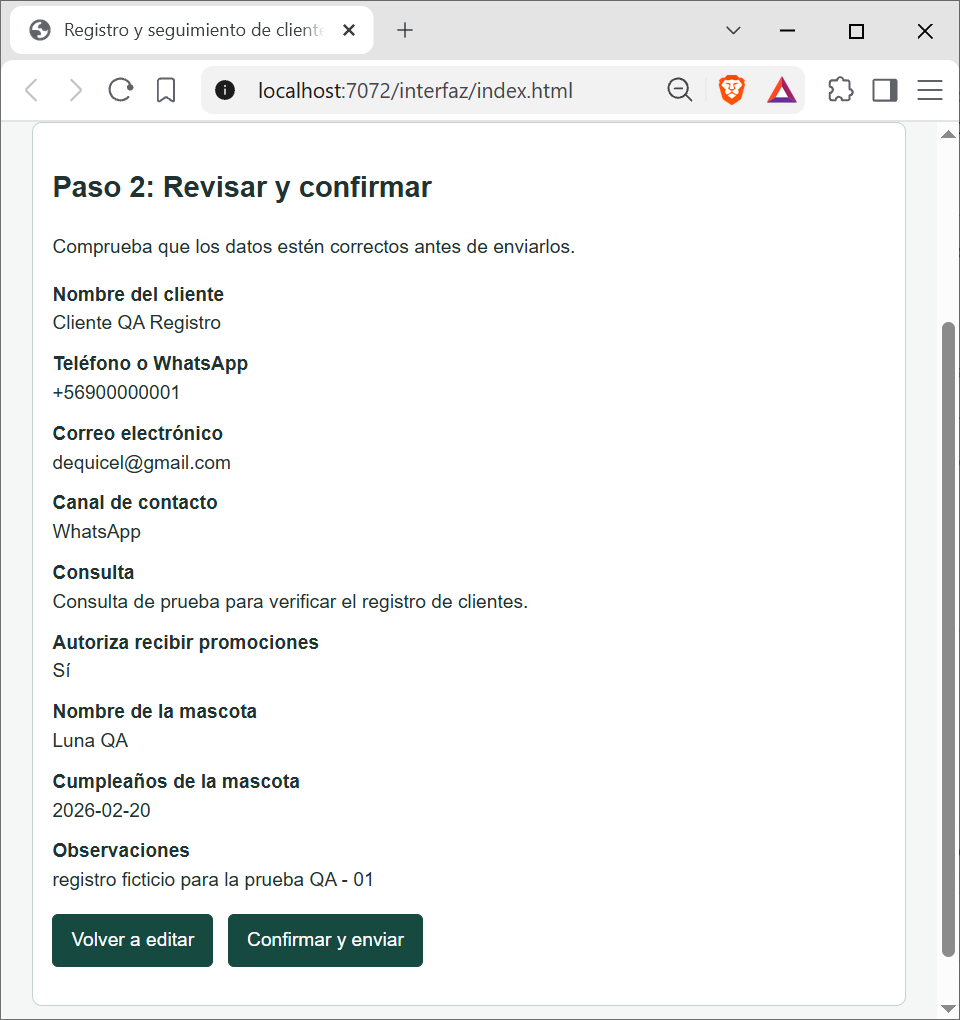 Registro y seguimiento de cliente
localhost:7072/interfaz/index.html
Paso 2: Revisar y confirmar
Comprueba que los datos estén correctos antes de enviarlos.
Nombre del cliente
Cliente QA Registro
Teléfono o WhatsApp
+56900000001
Correo electrónico
dequicel@gmail.com
Canal de contacto
WhatsApp
Consulta
Consulta de prueba para verificar el registro de clientes.
Autoriza recibir promociones
Sí
Nombre de la mascota
Luna QA
Cumpleaños de la mascota
2026-02-20
Observaciones
registro ficticio para la prueba QA - 01
Volver a editar Confirmar y enviar